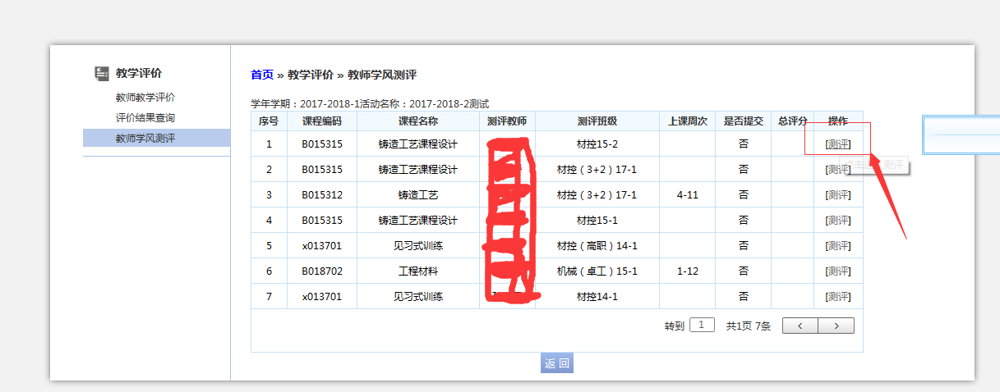 教学评价
教师教学评价
评价结果查询
教师学风测评
首页 » 教学评价 » 教师学风测评
学年学期：2017-2018-1活动名称：2017-2018-2测试
序号 课程编码 课程名称 测评教师 测评班级 上课周次 是否提交 总评分 操作
1 B015315 铸造工艺课程设计 材控15-2 否 [测评]
2 B015315 铸造工艺课程设计 材控（3+2）17-1 否 [测评]
3 B015312 铸造工艺 材控（3+2）17-1 4-11 否 [测评]
4 B015315 铸造工艺课程设计 材控15-1 否 [测评]
5 x013701 见习式训练 材控（高职）14-1 否 [测评]
6 B018702 工程材料 机械（卓工）15-1 1-12 否 [测评]
7 x013701 见习式训练 材控14-1 否 [测评]
转到 1 共1页 7条 < >
返 回